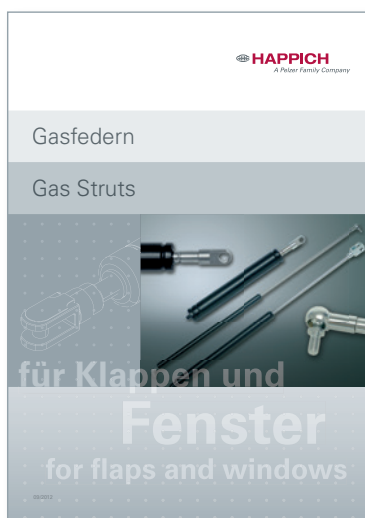 HAPPICH
A Pelzer Family Company
Gasfedern
Gas Struts
für Klappen und
Fenster
for flaps and windows